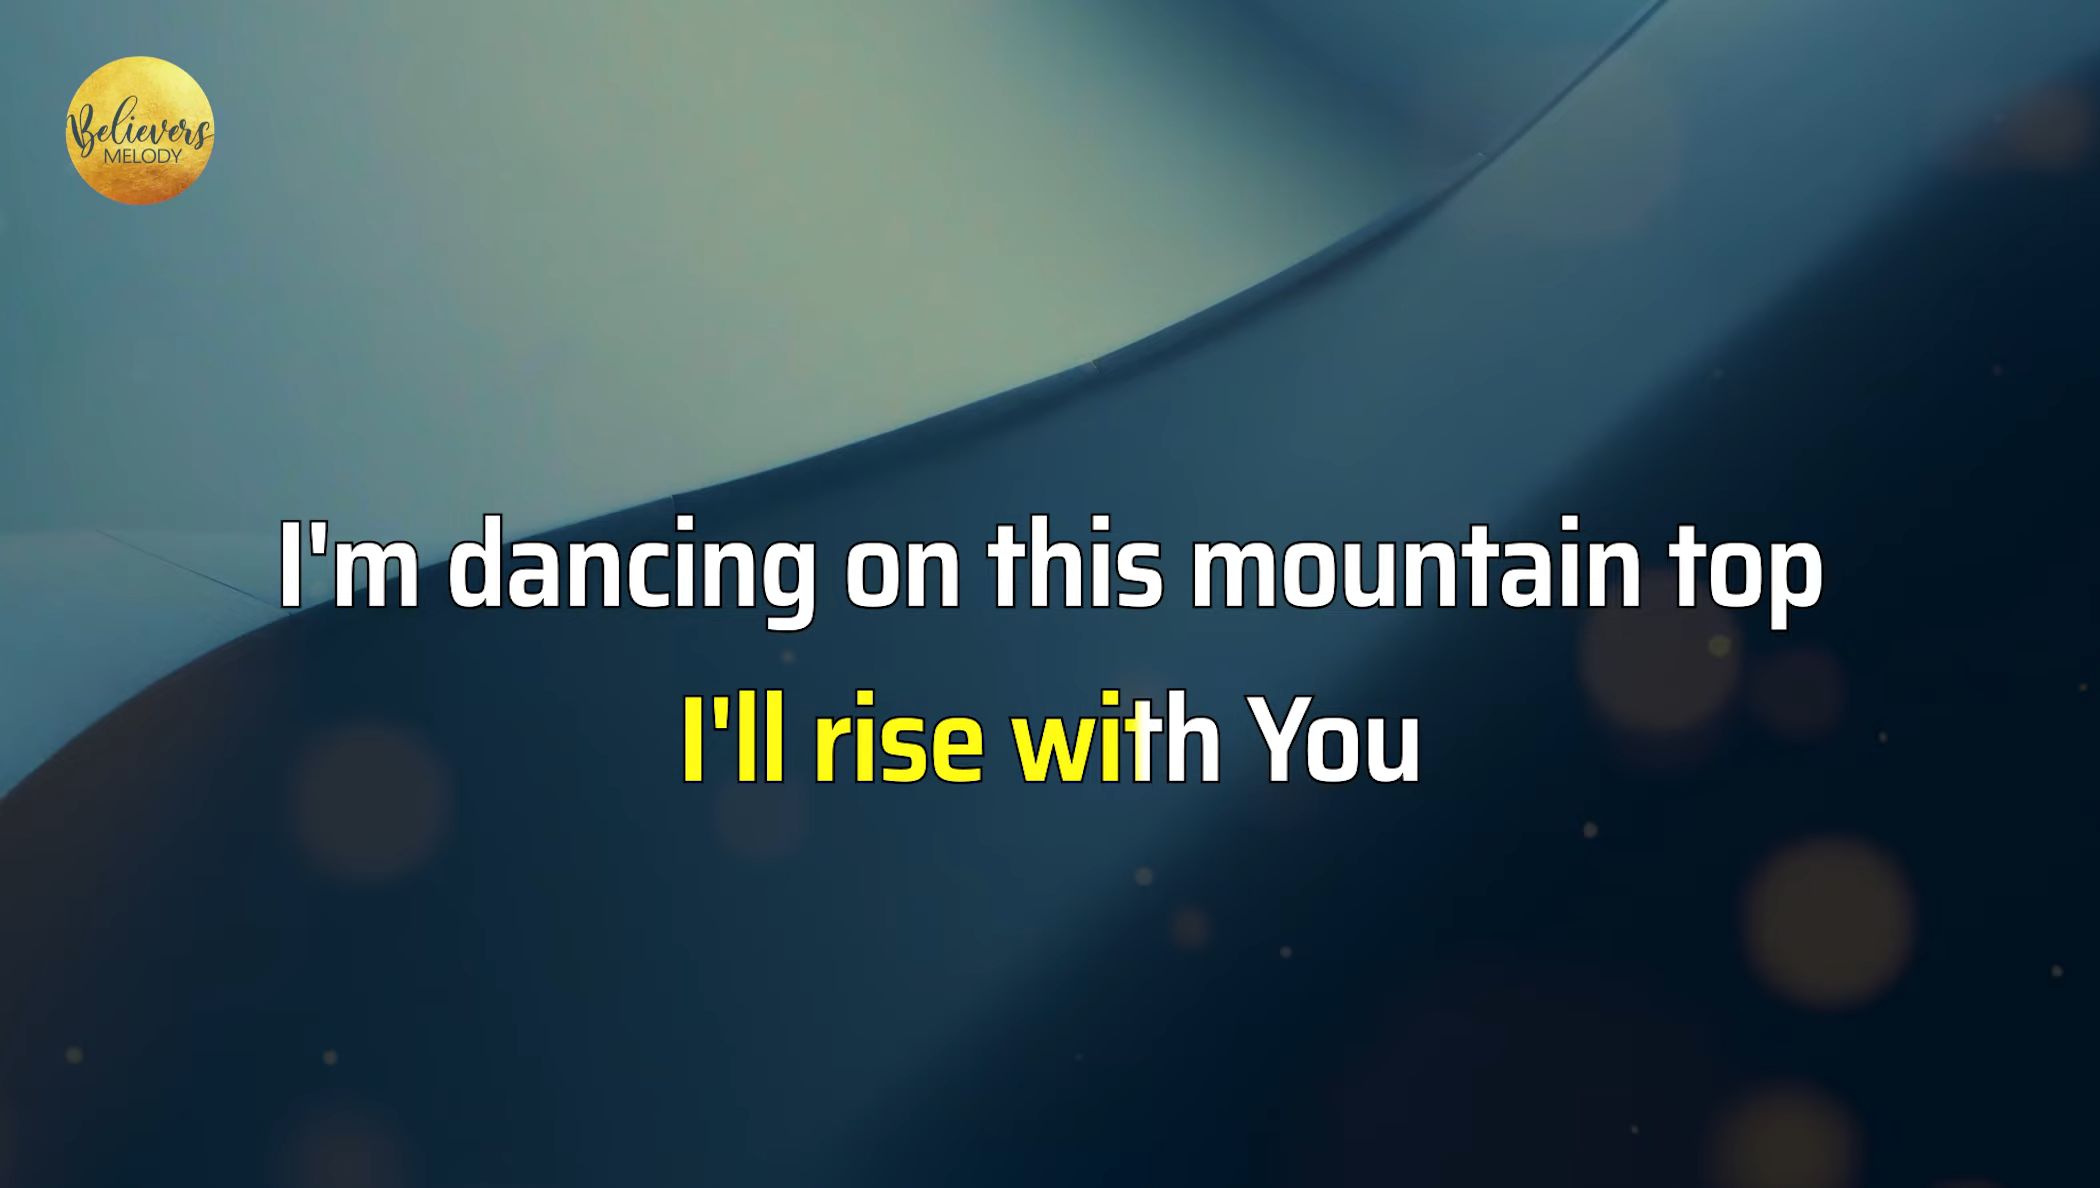 Believers
MELODY
I'm dancing on this mountain top
I'll rise with You